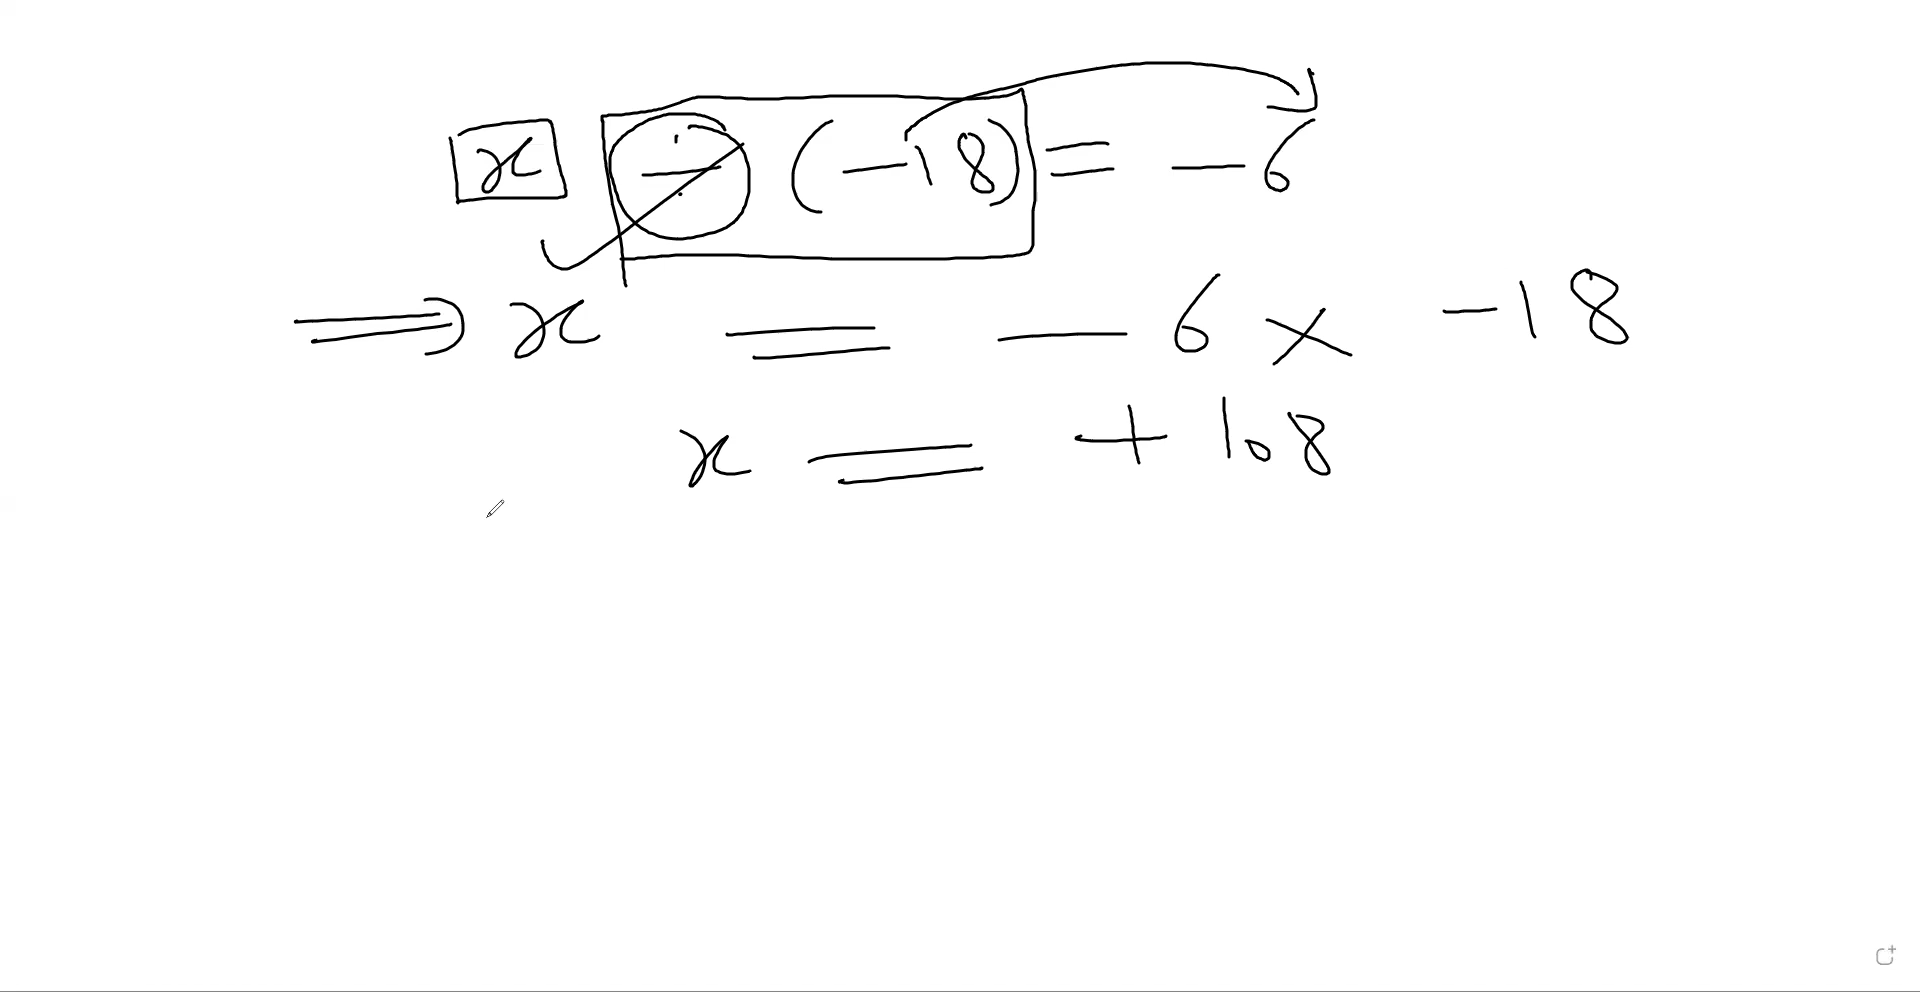 x ÷ (-18) = -6
⇒ x = -6 × -18
x = +108